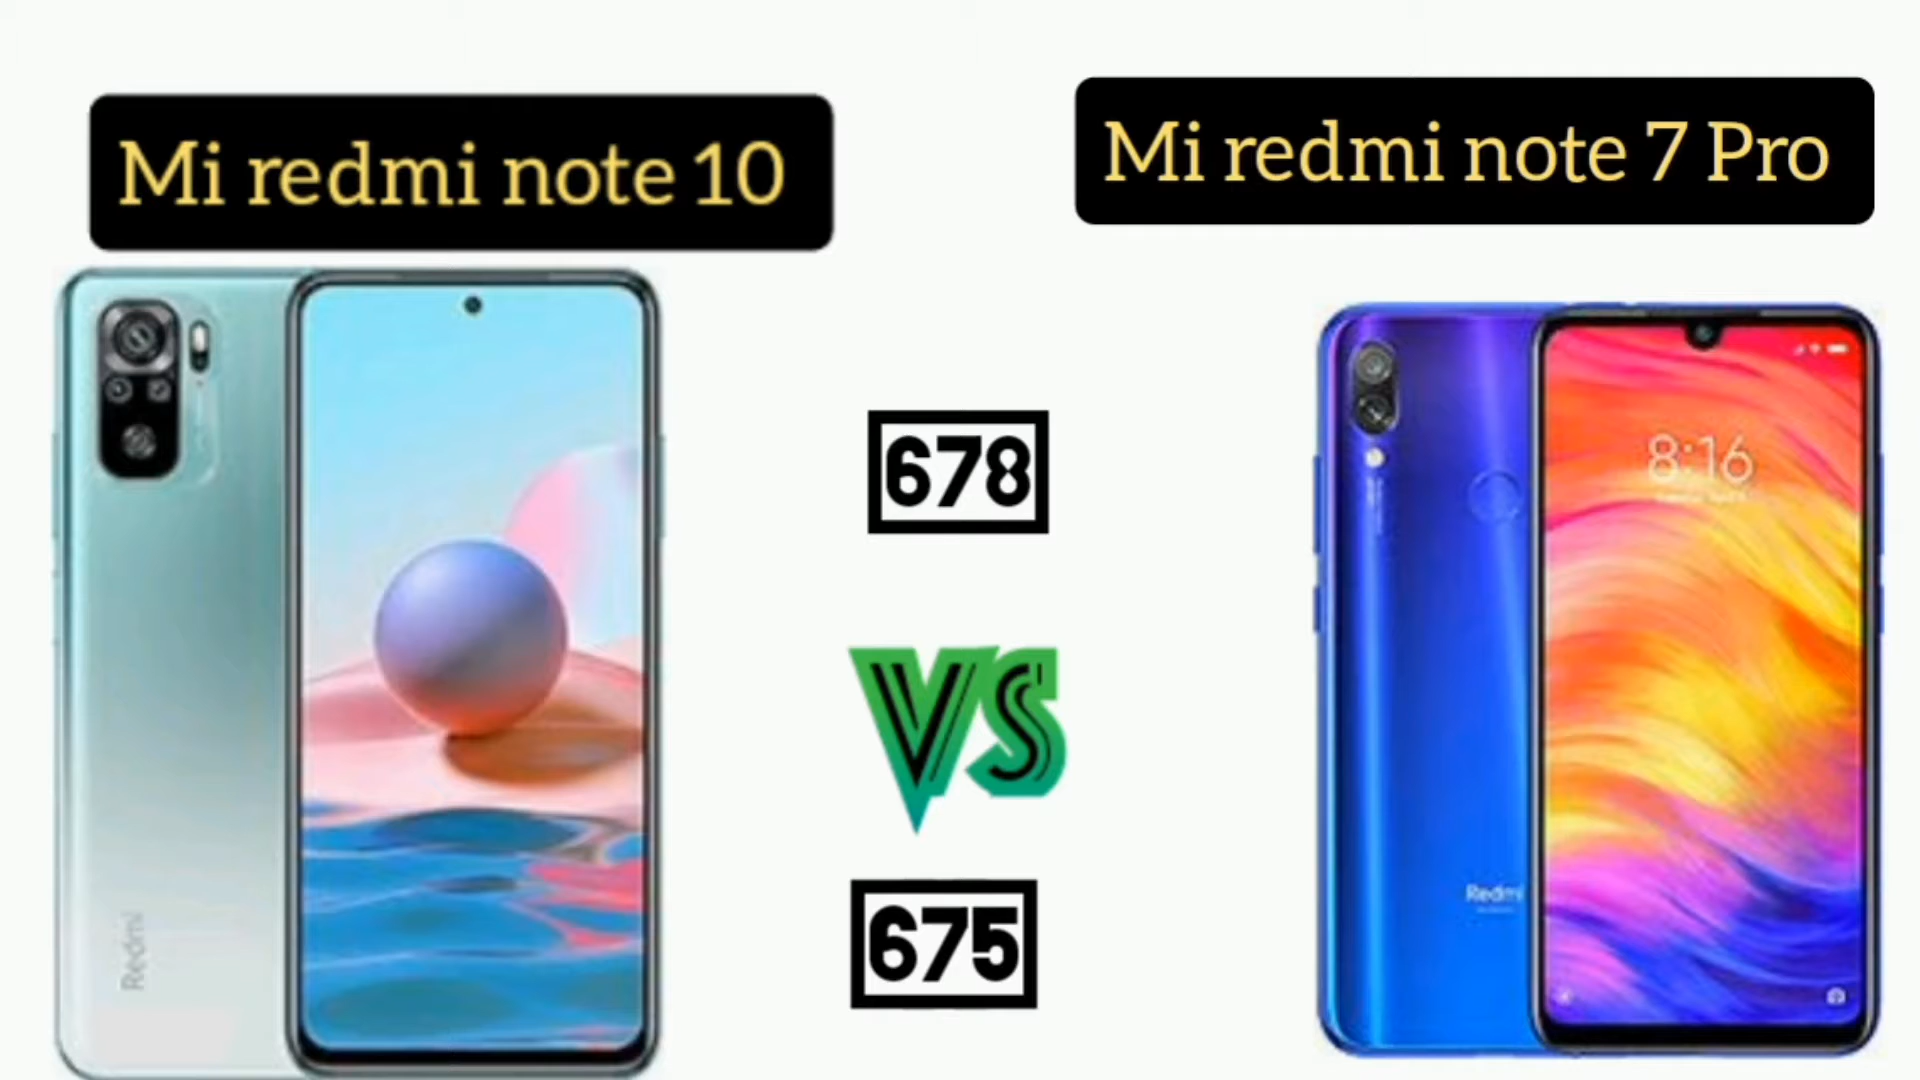 Mi redmi note 10
Mi redmi note 7 Pro
678
VS
675
8:16
Redmi
Redmi